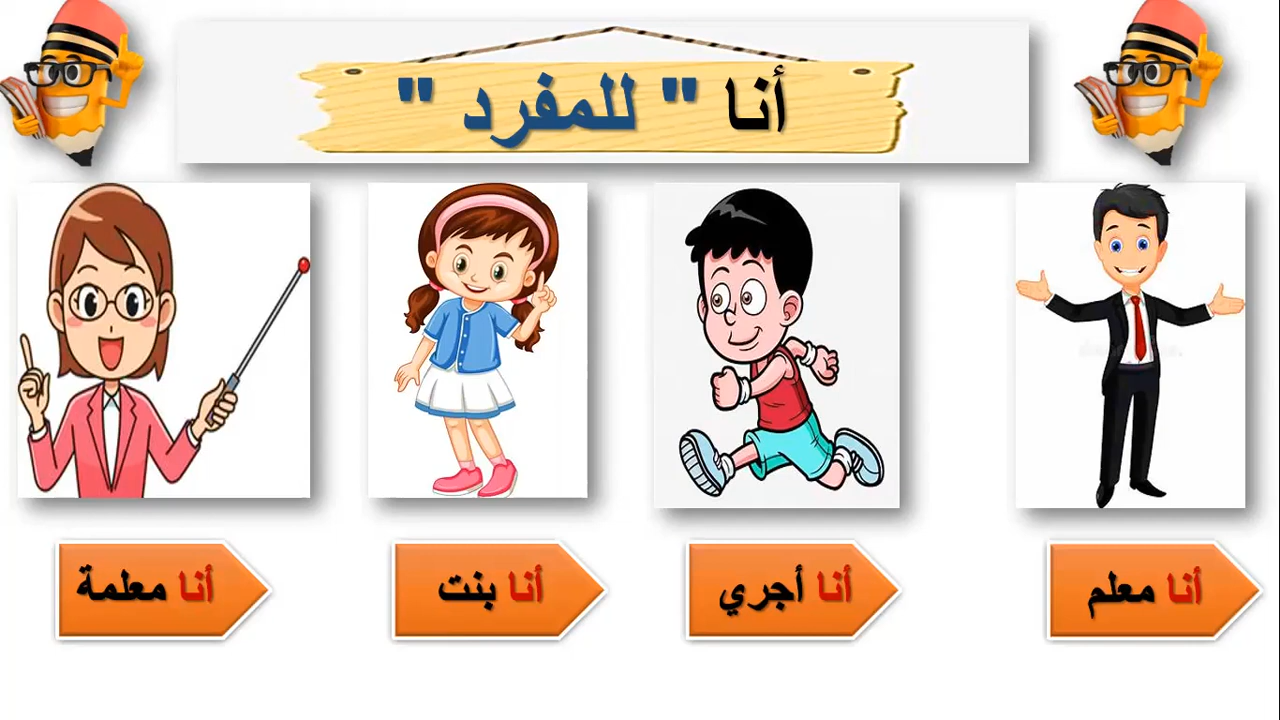 أنا " للمفرد "
أنا معلم
أنا أجري
أنا بنت
أنا معلمة